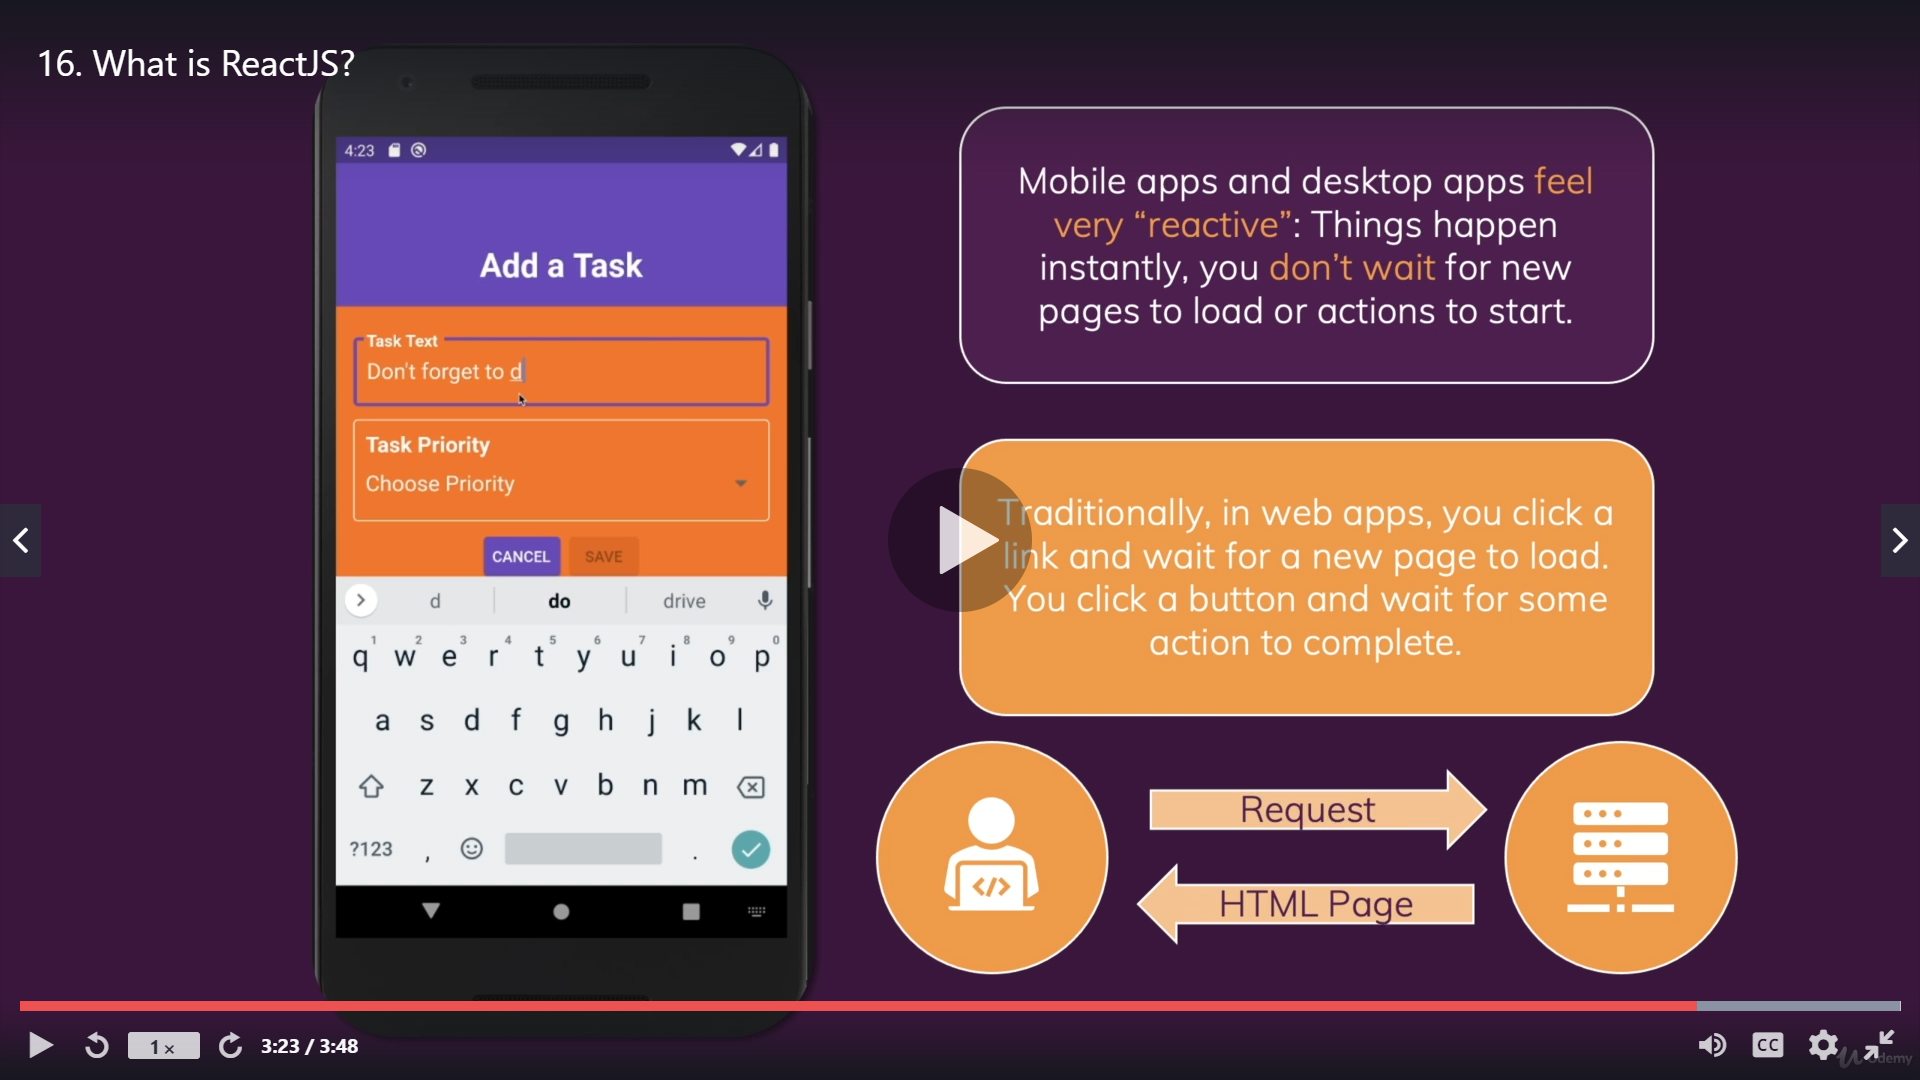 16. What is ReactJS?
4:23
Add a Task
Task Text
Don't forget to d
Task Priority
Choose Priority
CANCEL SAVE
d do drive
1 2 3 4 5 6 7 8 9 0
q w e r t y u i o p
a s d f g h j k l
z x c v b n m
?123 , .
Mobile apps and desktop apps feel
very “reactive”: Things happen
instantly, you don’t wait for new
pages to load or actions to start.
Traditionally, in web apps, you click a
link and wait for a new page to load.
You click a button and wait for some
action to complete.
Request
</>
HTML Page
1 x
3:23 / 3:48
CC
udemy